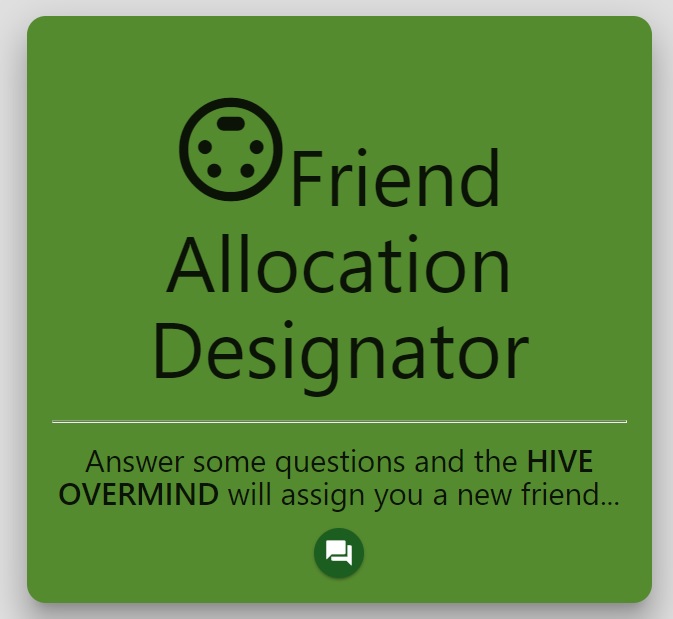 Friend
Allocation
Designator
Answer some questions and the HIVE
OVERMIND will assign you a new friend...